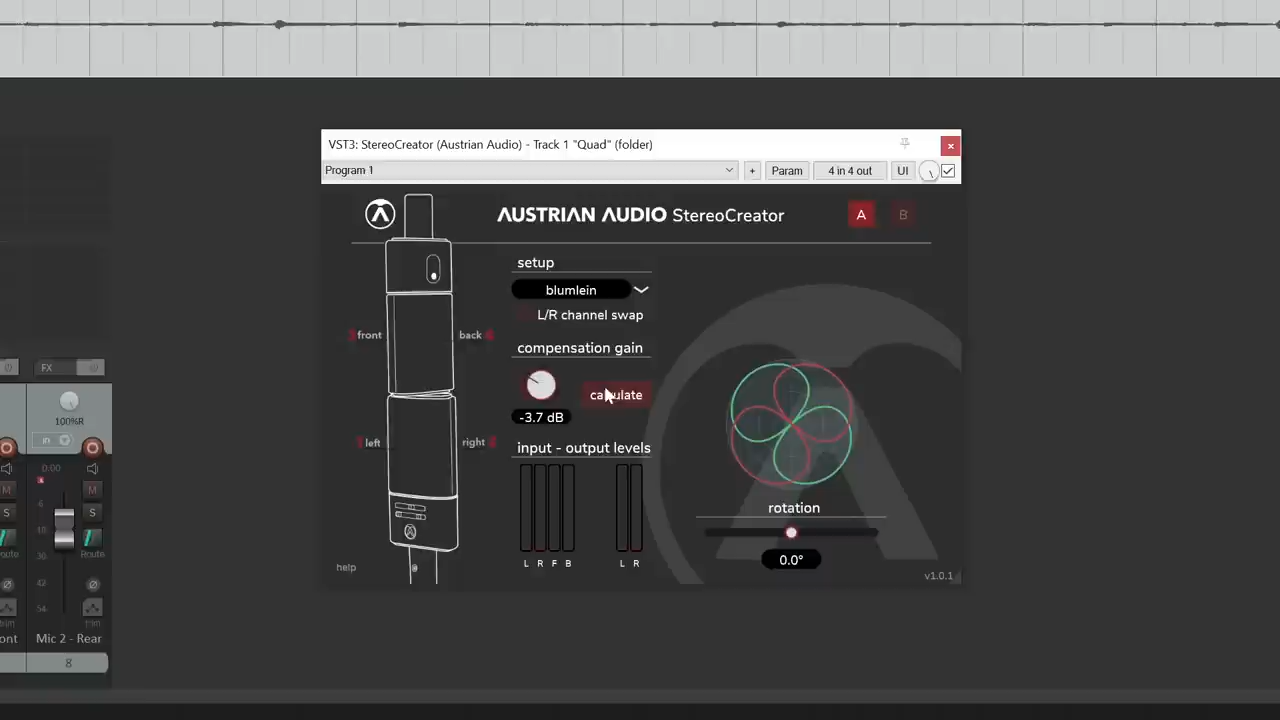 VST3: StereoCreator (Austrian Audio) - Track 1 "Quad" (folder)
Program 1
+
Param
4 in 4 out
UI
AUSTRIAN AUDIO StereoCreator
A
B
setup
blumlein
L/R channel swap
front
back
compensation gain
calculate
-3.7 dB
left
right
input - output levels
L R F B
L R
rotation
0.0°
help
v1.0.1
FX
100%R
in
0.00
M
M
S
S
Route
Mic 2 - Rear
8